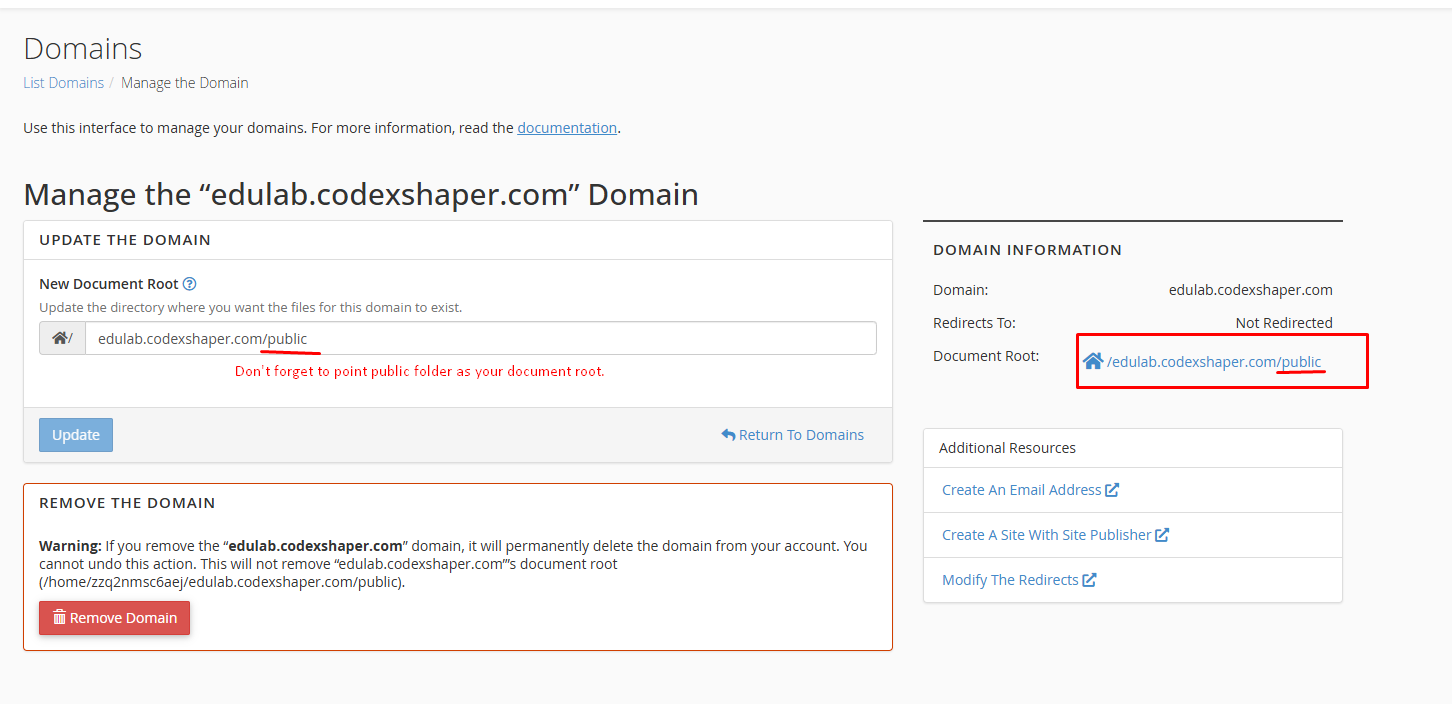 Domains
List Domains / Manage the Domain
Use this interface to manage your domains. For more information, read the documentation.
Manage the “edulab.codexshaper.com” Domain
UPDATE THE DOMAIN
New Document Root
Update the directory where you want the files for this domain to exist.
/ edulab.codexshaper.com/public
Don't forget to point public folder as your document root.
Update
Return To Domains
REMOVE THE DOMAIN
Warning: If you remove the “edulab.codexshaper.com” domain, it will permanently delete the domain from your account. You
cannot undo this action. This will not remove “edulab.codexshaper.com”'s document root
(/home/zzq2nmsc6aej/edulab.codexshaper.com/public).
Remove Domain
DOMAIN INFORMATION
Domain: edulab.codexshaper.com
Redirects To: Not Redirected
Document Root: /edulab.codexshaper.com/public
Additional Resources
Create An Email Address
Create A Site With Site Publisher
Modify The Redirects